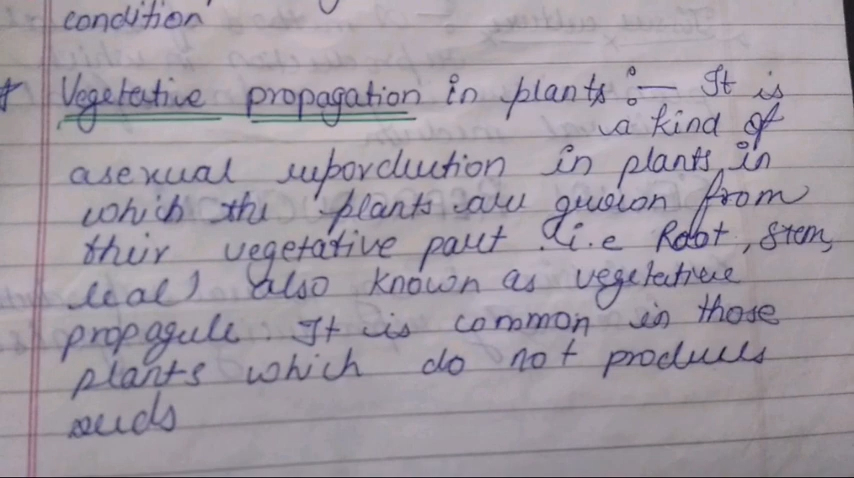 condition
Vegetative propagation in plants :- It is
a kind of
asexual reporduction in plants in
which the plants are grown from
their vegetative part (i.e Root, Stem,
leaf) also known as vegetative
propagule. It is common in those
plants which do not produces
seeds